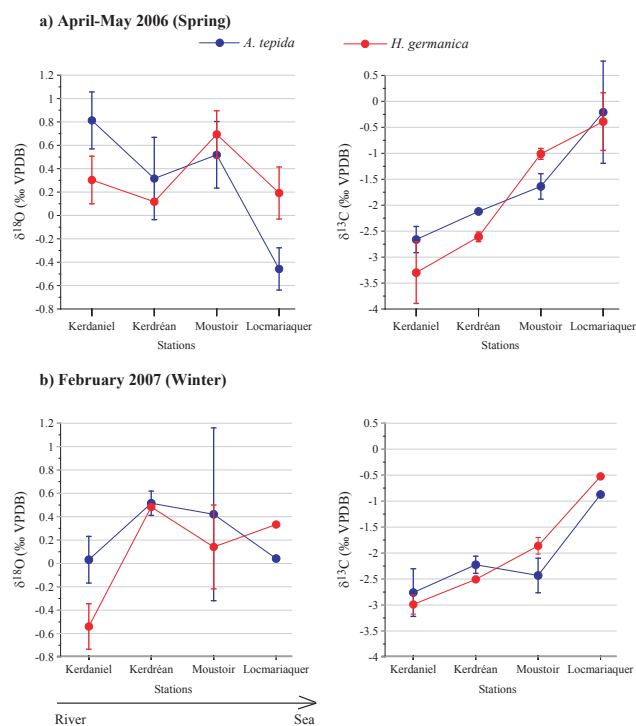 a) April-May 2006 (Spring)
A. tepida
H. germanica
δ18O (‰ VPDB)
1.2
1
0.8
0.6
0.4
0.2
0
-0.2
-0.4
-0.6
-0.8
Kerdaniel Kerdréan Moustoir Locmariaquer
Stations
δ13C (‰ VPDB)
0.5
0
-0.5
-1
-1.5
-2
-2.5
-3
-3.5
-4
Kerdaniel Kerdréan Moustoir Locmariaquer
Stations
b) February 2007 (Winter)
δ18O (‰ VPDB)
1.2
1
0.8
0.6
0.4
0.2
0
-0.2
-0.4
-0.6
-0.8
Kerdaniel Kerdréan Moustoir Locmariaquer
Stations
δ13C (‰ VPDB)
0.5
0
-0.5
-1
-1.5
-2
-2.5
-3
-3.5
-4
Kerdaniel Kerdréan Moustoir Locmariaquer
Stations
River Sea